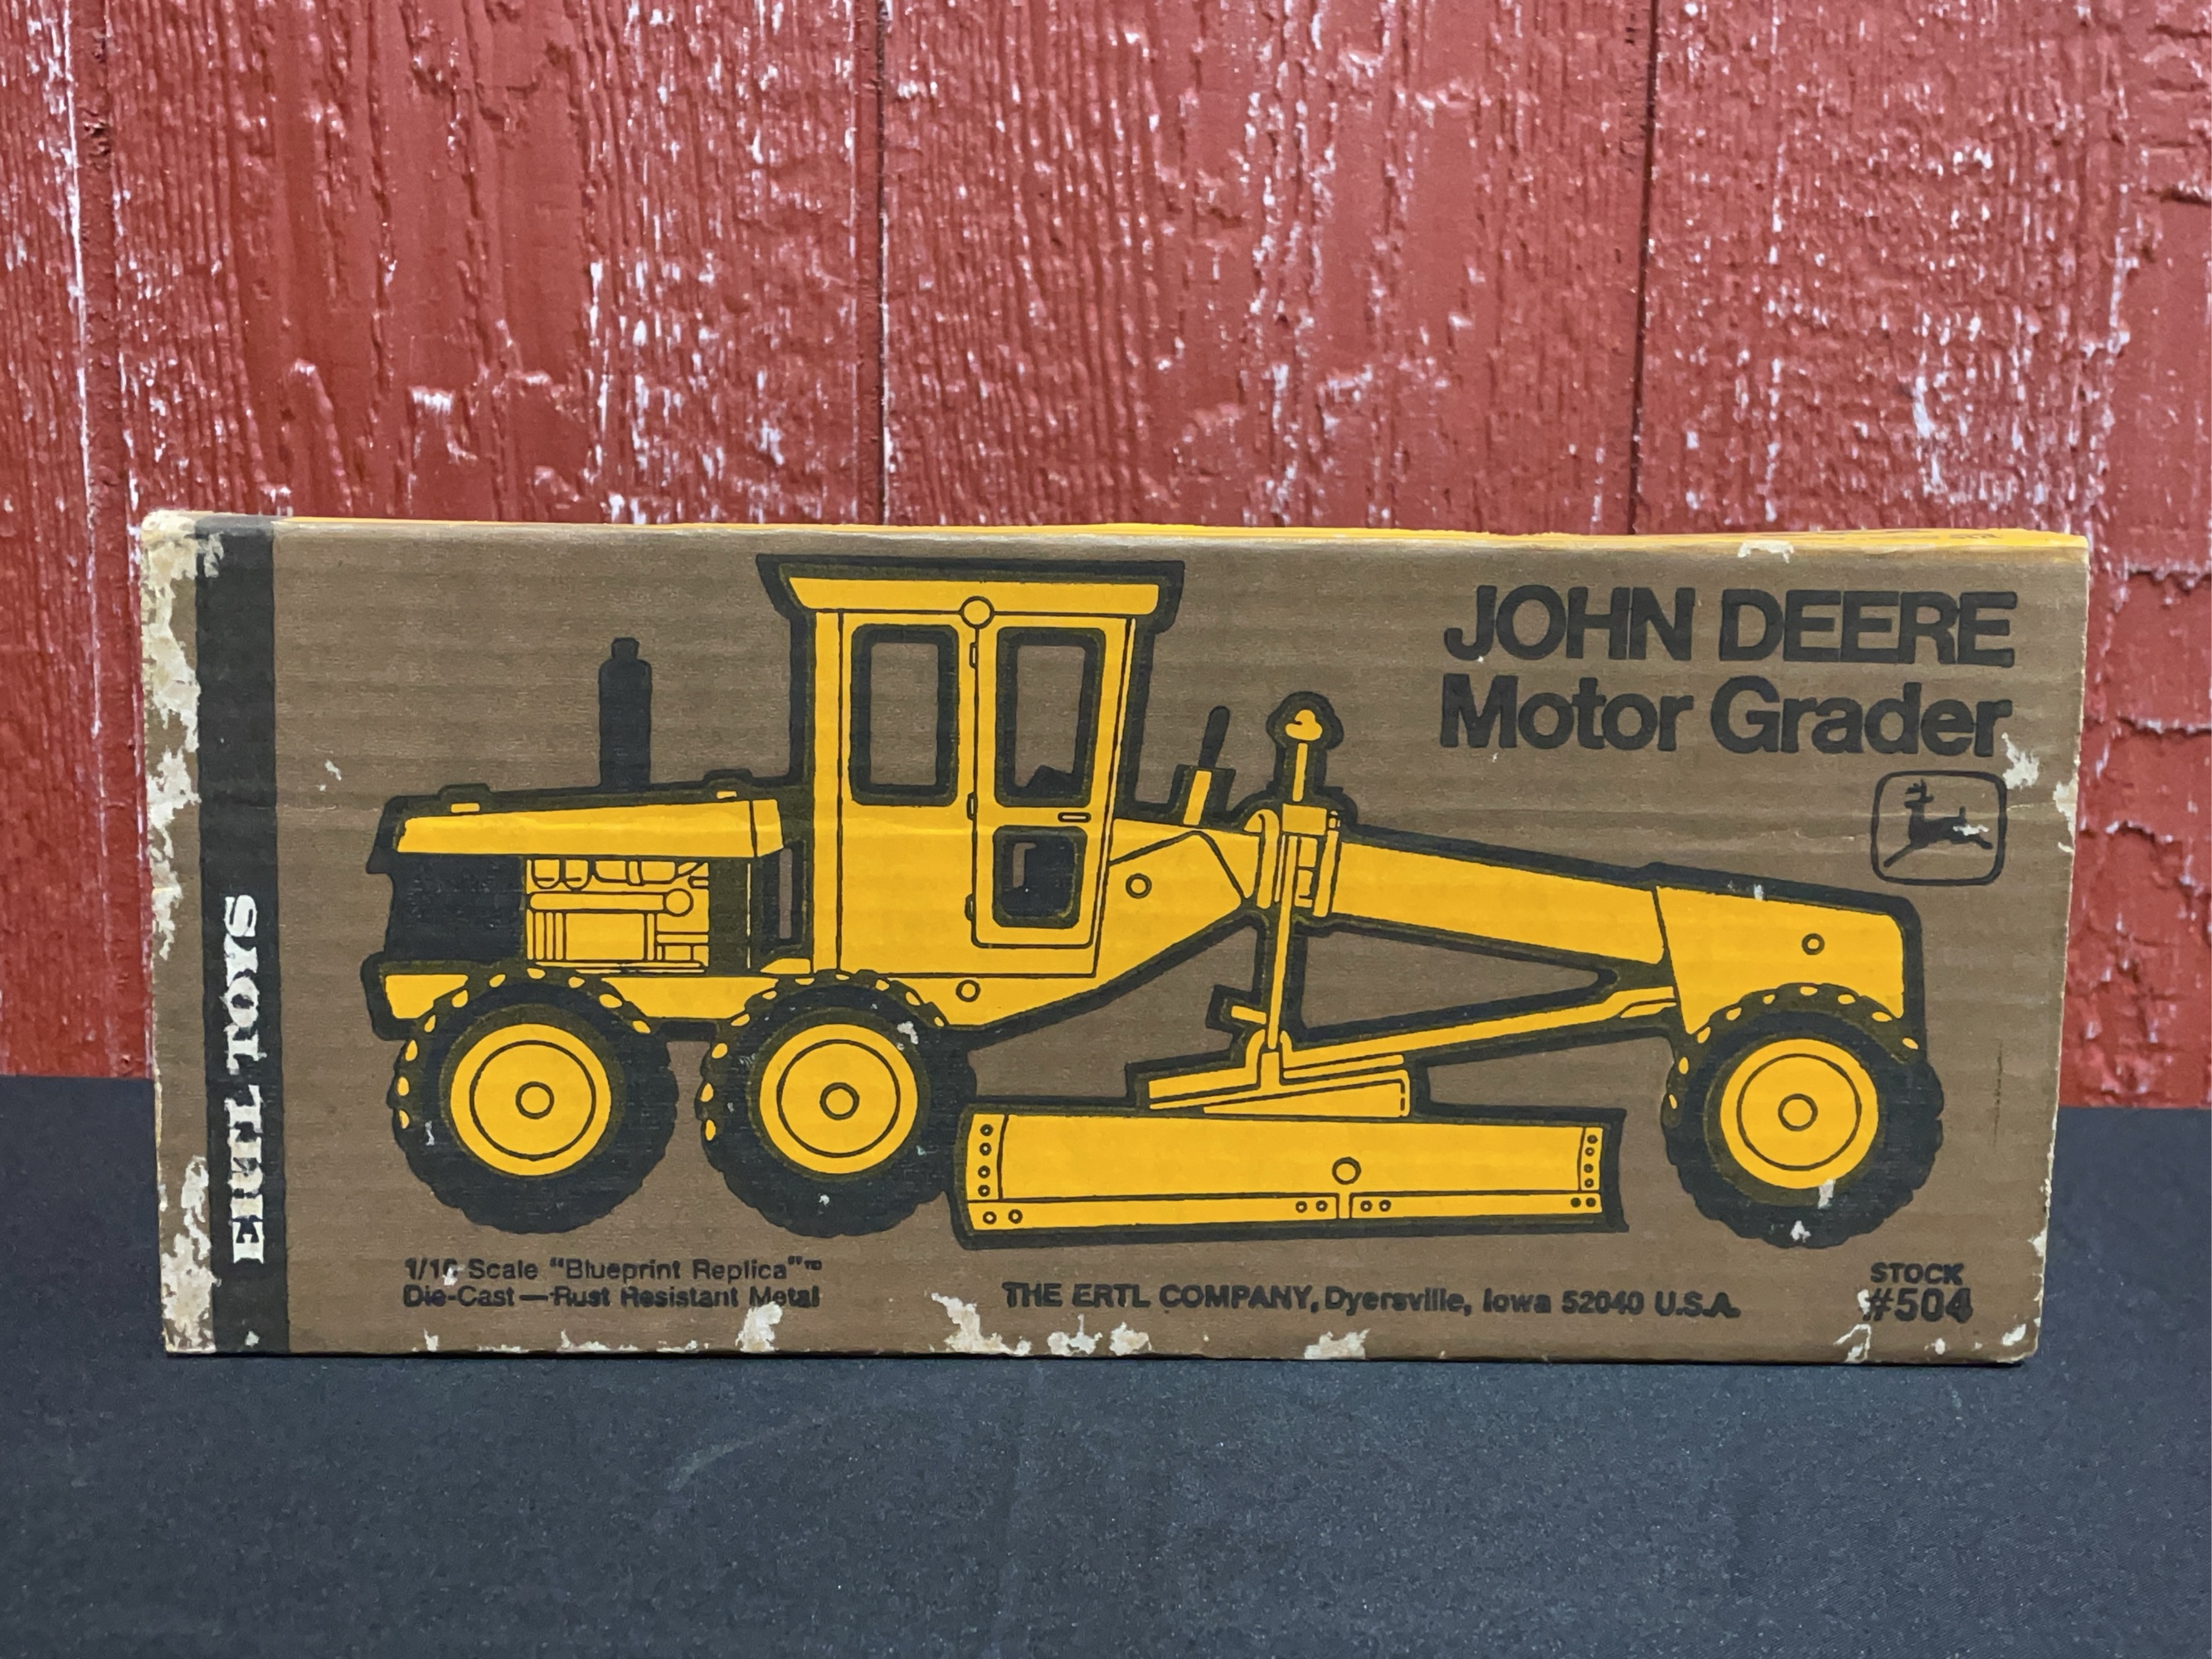 JOHN DEERE
Motor Grader
ERTL TOYS
1/16 Scale "Blueprint Replica"™
Die-Cast—Rust Resistant Metal
THE ERTL COMPANY, Dyersville, Iowa 52040 U.S.A.
STOCK
#504